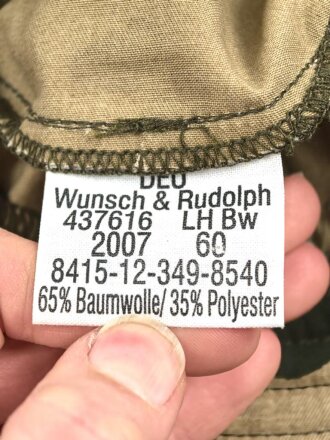 DEU
Wunsch & Rudolph
437616 LH Bw
2007 60
8415-12-349-8540
65% Baumwolle/ 35% Polyester